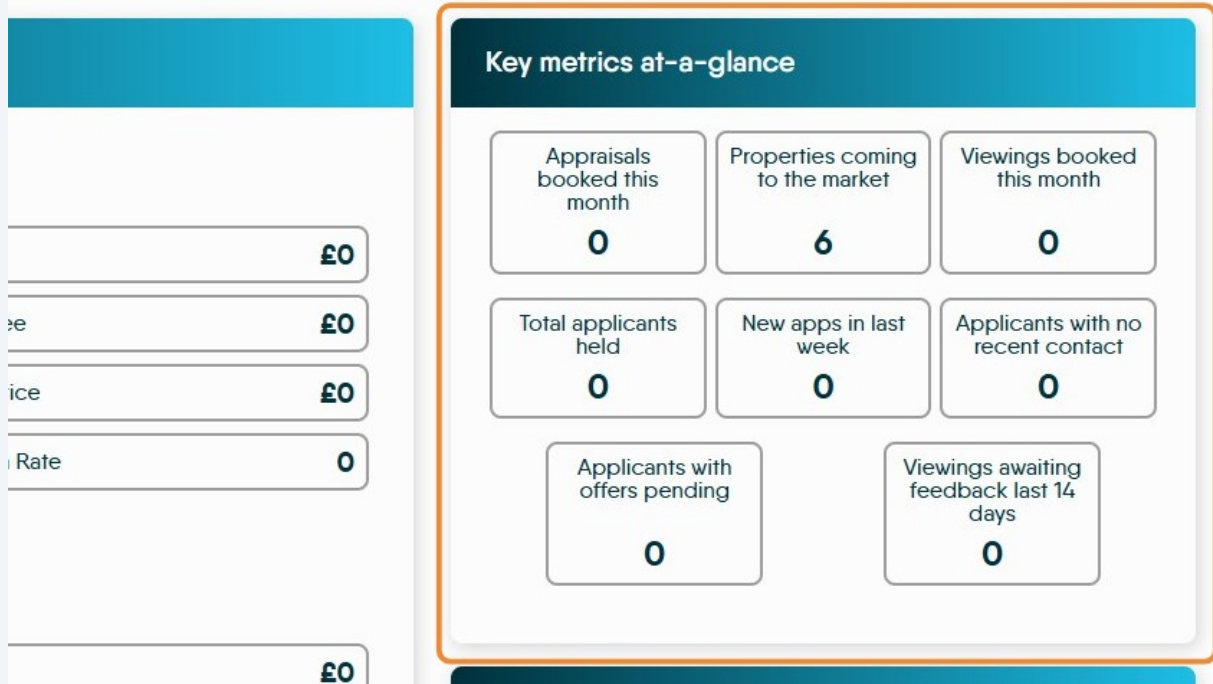 Key metrics at-a-glance
Appraisals
booked this
month
0
Properties coming
to the market
6
Viewings booked
this month
0
Total applicants
held
0
New apps in last
week
0
Applicants with no
recent contact
0
Applicants with
offers pending
0
Viewings awaiting
feedback last 14
days
0
£0
£0
£0
Rate 0
£0